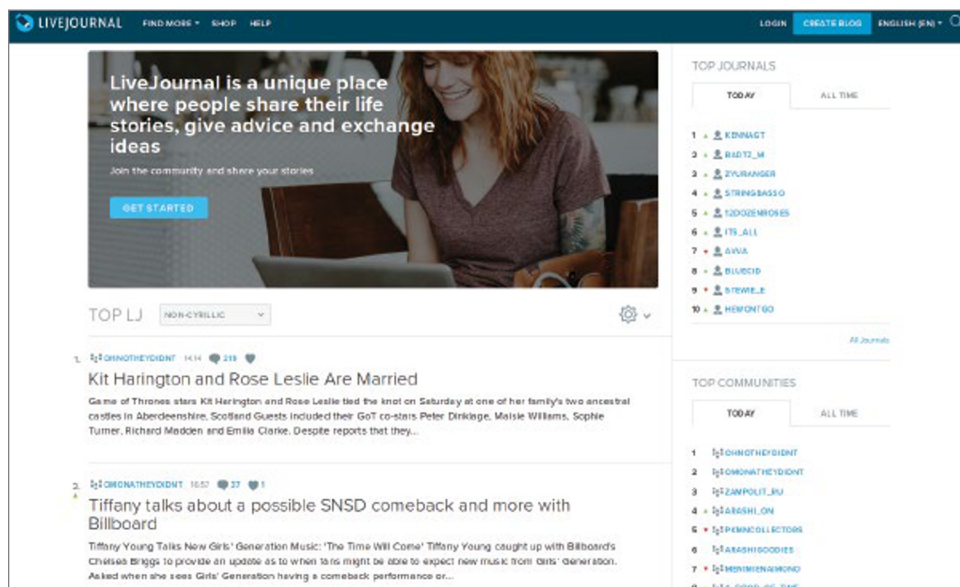 LIVEJOURNAL FIND MORE SHOP HELP LOGIN CREATE BLOG ENGLISH (EN)
LiveJournal is a unique place
where people share their life
stories, give advice and exchange
ideas
Join the community and share your stories
GET STARTED
TOP LJ NON-CYRILLIC
1. OHNOTHEYDIDNT 14:14 219
Kit Harington and Rose Leslie Are Married
Game of Thrones stars Kit Harington and Rose Leslie tied the knot on Saturday at one of her family's two ancestral
castles in Aberdeenshire, Scotland Guests included their GoT co-stars Peter Dinklage, Maisie Williams, Sophie
Turner, Richard Madden and Emilia Clarke. Despite reports that they...
2. OMONATHEYDIDNT 16:57 37 1
Tiffany talks about a possible SNSD comeback and more with
Billboard
Tiffany Young Talks New Girls' Generation Music: 'The Time Will Come' Tiffany Young caught up with Billboard's
Chelsea Briggs to provide an update as to when fans might be able to expect new music from Girls' Generation.
Asked when she sees Girls' Generation having a comeback performance or...
TOP JOURNALS
TODAY ALL TIME
1 KENNAGT
2 BADTZ_M
3 ZYURANGER
4 STRINGBASSO
5 12DOZENROSES
6 ITS_ALL
7 AVVA
8 BLUECID
9 STEWIE_E
10 HEMONTGO
All Journals
TOP COMMUNITIES
TODAY ALL TIME
1 OHNOTHEYDIDNT
2 OMONATHEYDIDNT
3 ZAMPOLIT_RU
4 ARASHI_ON
5 PKMNCOLLECTORS
6 ARASHIGOODIES
7